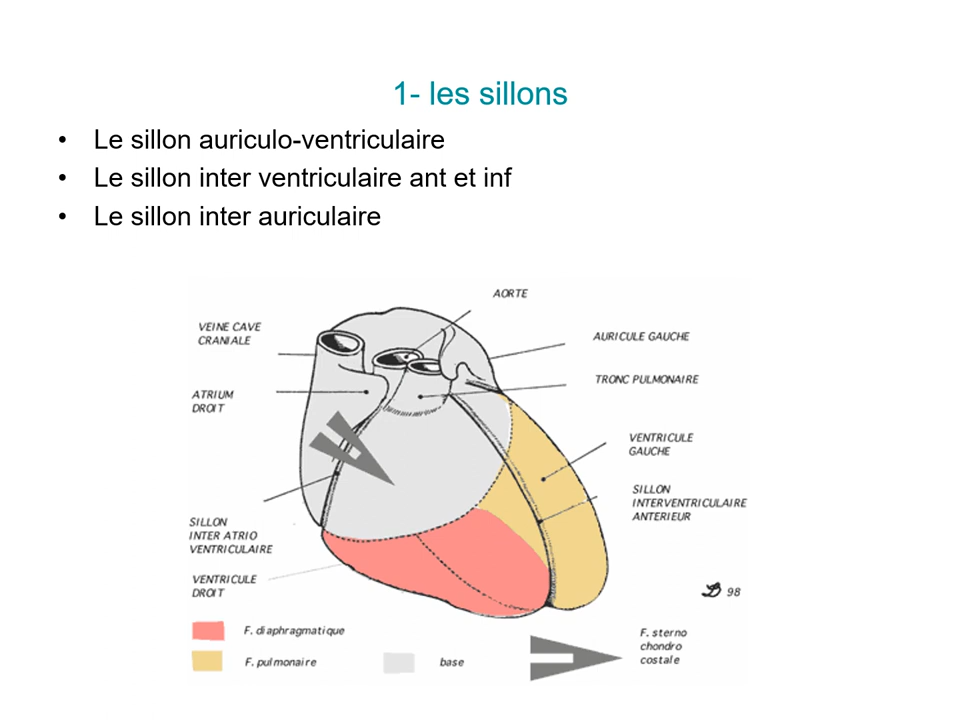 1- les sillons
• Le sillon auriculo-ventriculaire
• Le sillon inter ventriculaire ant et inf
• Le sillon inter auriculaire
AORTE
VEINE CAVE
CRANIALE
AURICULE GAUCHE
TRONC PULMONAIRE
ATRIUM
DROIT
VENTRICULE
GAUCHE
SILLON
INTERVENTRICULAIRE
ANTERIEUR
SILLON
INTER ATRIO
VENTRICULAIRE
VENTRICULE
DROIT
98
F. diaphragmatique
F. pulmonaire
base
F. sterno
chondro
costale